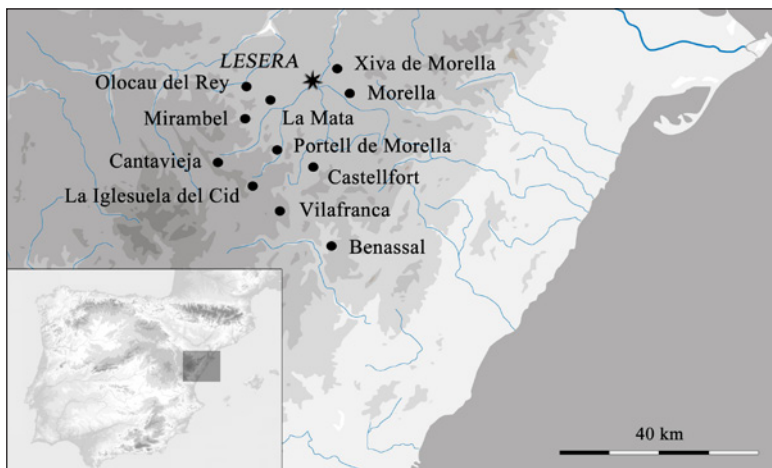 LESERA
Xiva de Morella
Olocau del Rey
Morella
Mirambel
La Mata
Portell de Morella
Cantavieja
Castellfort
La Iglesuela del Cid
Vilafranca
Benassal
40 km